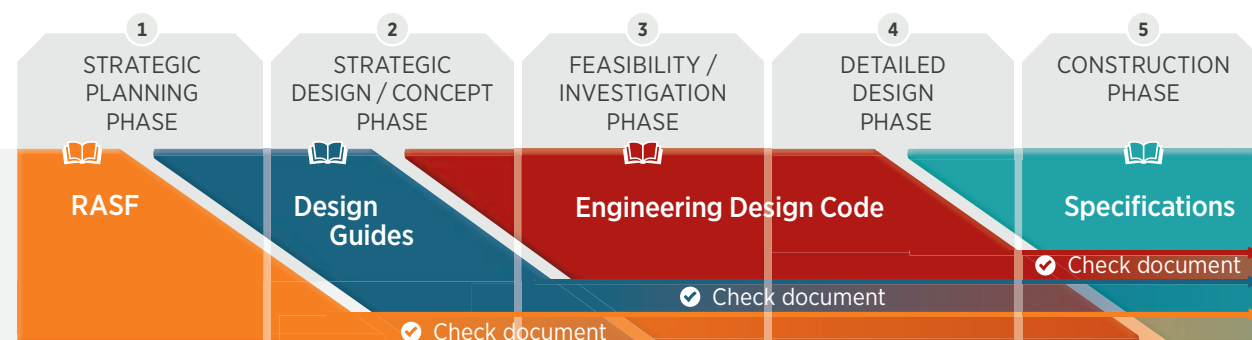 1
STRATEGIC
PLANNING
PHASE
2
STRATEGIC
DESIGN / CONCEPT
PHASE
3
FEASIBILITY /
INVESTIGATION
PHASE
4
DETAILED
DESIGN
PHASE
5
CONSTRUCTION
PHASE
RASF
Design
Guides
Engineering Design Code
Specifications
Check document
Check document
Check document